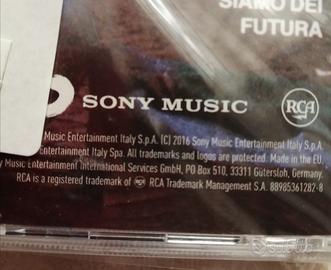 SIAMO DEI
FUTURA
SONY MUSIC
RCA
Music Entertainment Italy S.p.A. (C) 2016 Sony Music Entertainment Italy S.p.A.
Entertainment Italy Spa. All trademarks and logos are protected. Made in the EU.
Music Entertainment International Services GmbH, PO Box 510, 33311 Gütersloh, Germany.
RCA is a registered trademark of RCA Trademark Management S.A. 88985361282-8